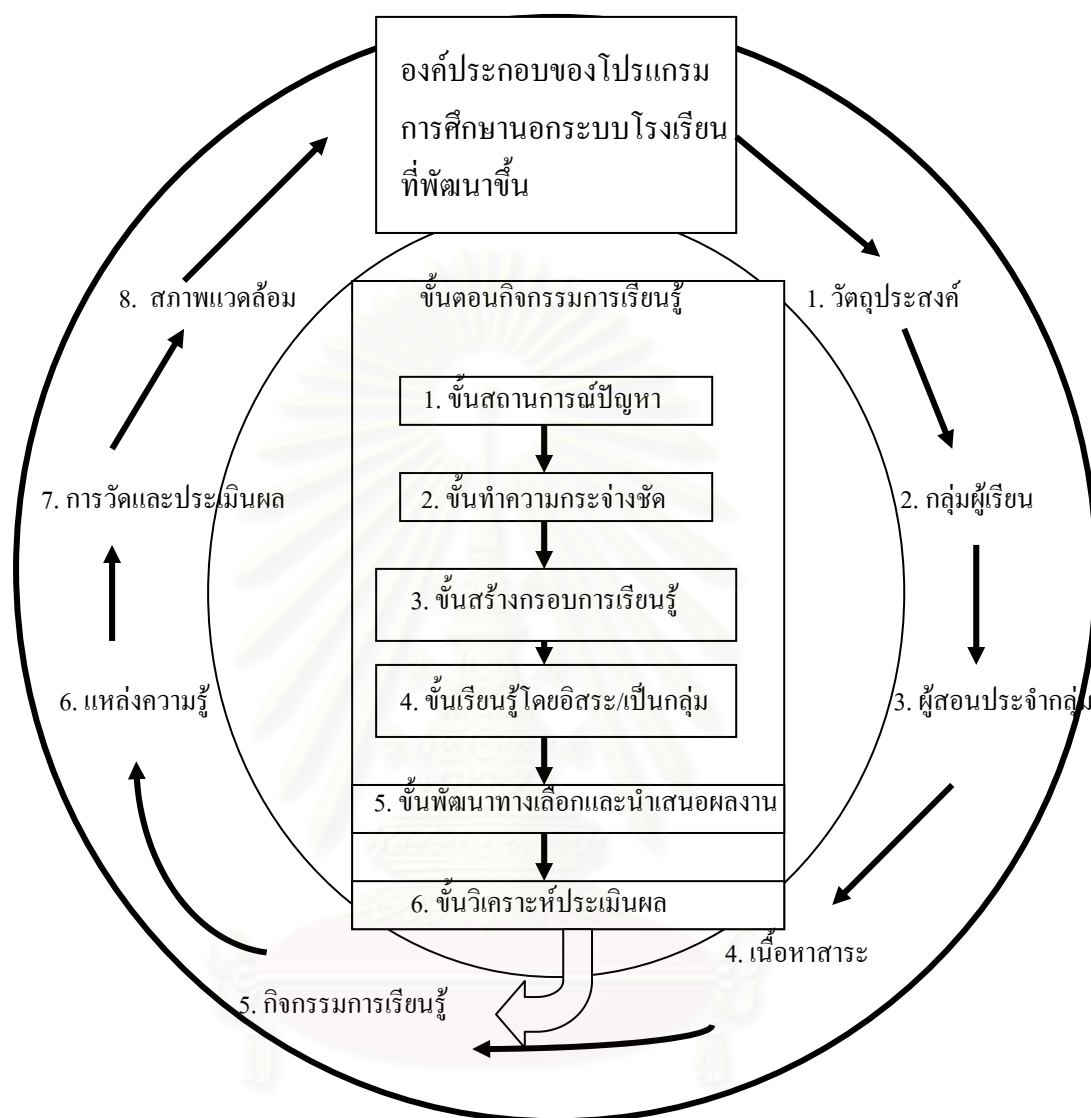 องค์ประกอบของโปรแกรม
การศึกษานอกระบบโรงเรียน
ที่พัฒนาขึ้น
1. วัตถุประสงค์
2. กลุ่มผู้เรียน
3. ผู้สอนประจำกลุ่ม
4. เนื้อหาสาระ
5. กิจกรรมการเรียนรู้
6. แหล่งความรู้
7. การวัดและประเมินผล
8. สภาพแวดล้อม
ขั้นตอนกิจกรรมการเรียนรู้
1. ขั้นสถานการณ์ปัญหา
2. ขั้นทำความกระจ่างชัด
3. ขั้นสร้างกรอบการเรียนรู้
4. ขั้นเรียนรู้โดยอิสระ/เป็นกลุ่ม
5. ขั้นพัฒนาทางเลือกและนำเสนอผลงาน
6. ขั้นวิเคราะห์ประเมินผล